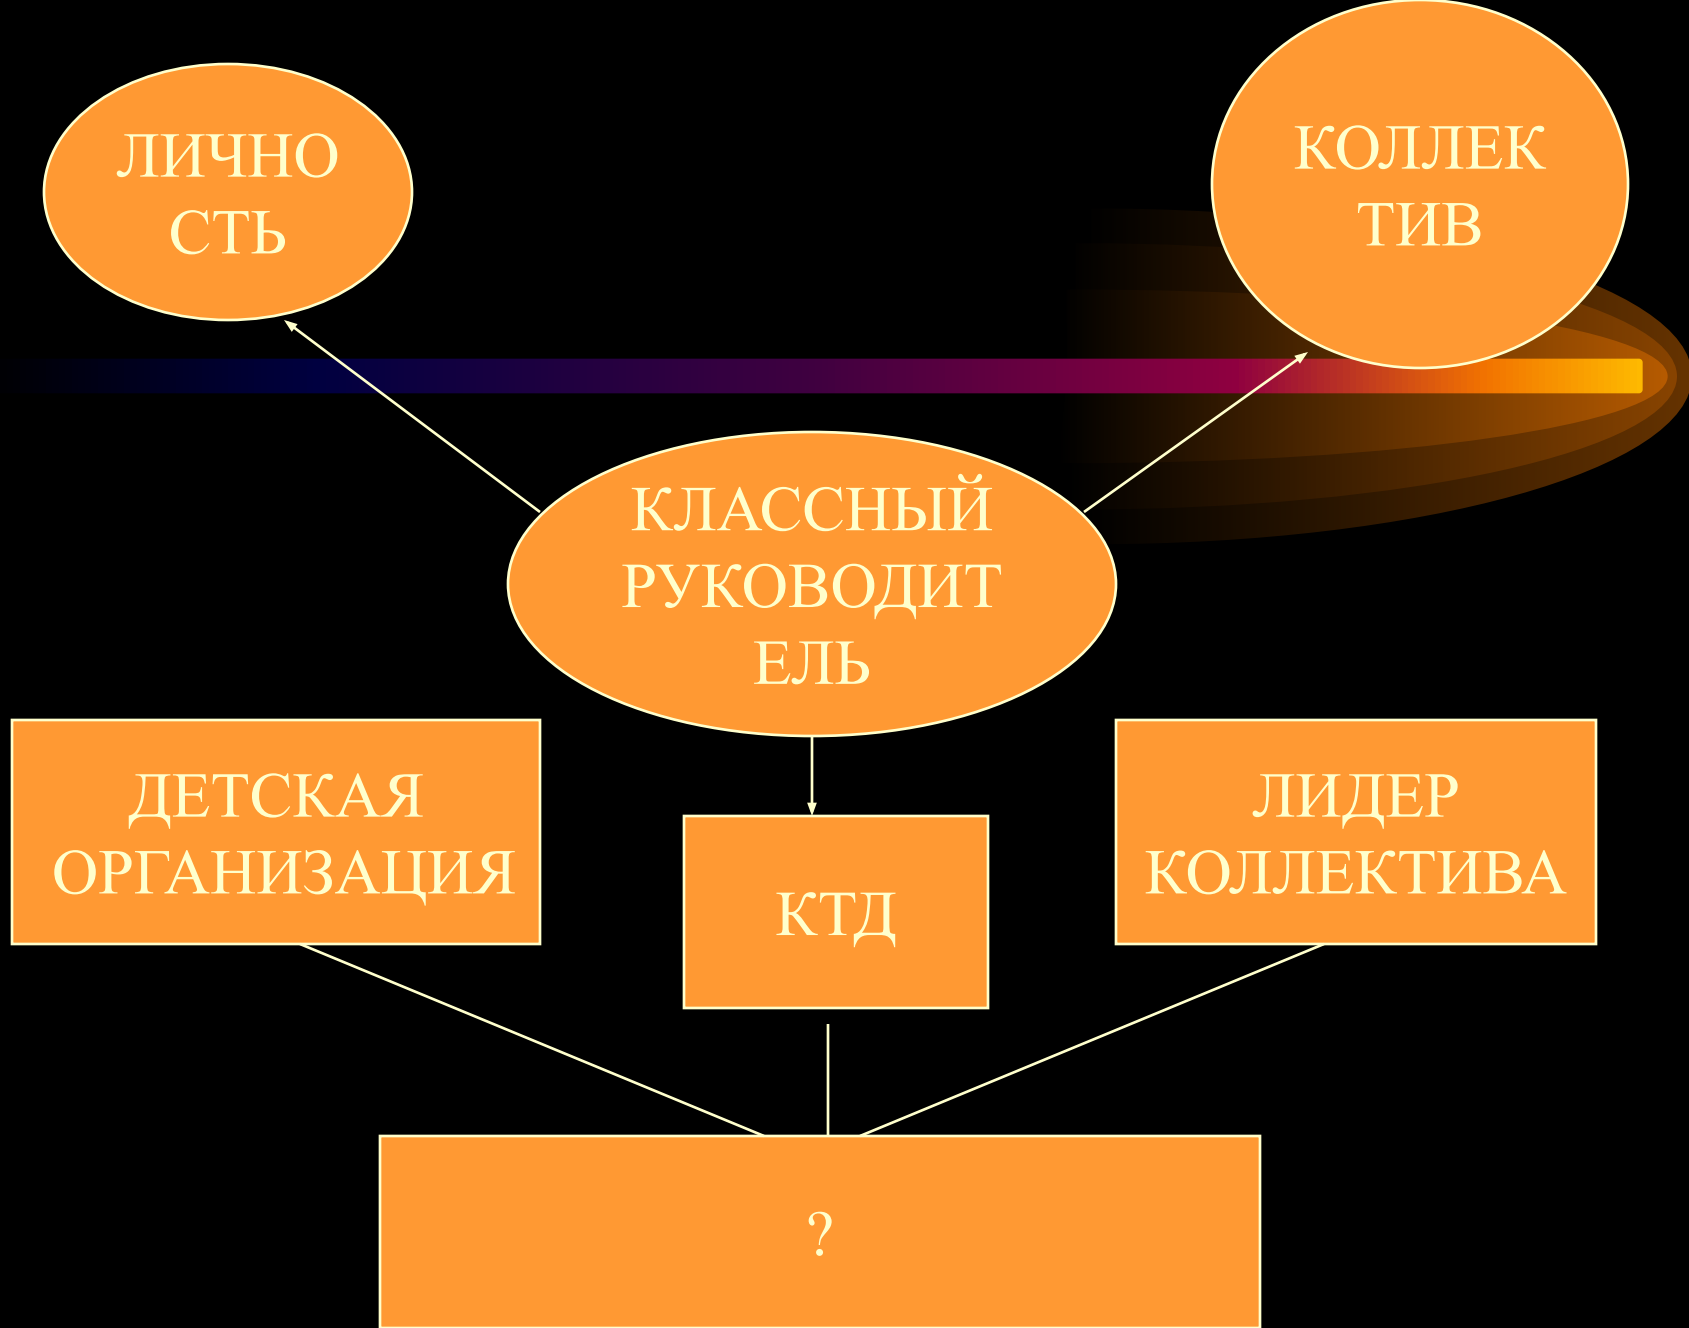 ЛИЧНО
СТЬ
КОЛЛЕК
ТИВ
КЛАССНЫЙ
РУКОВОДИТ
ЕЛЬ
ДЕТСКАЯ
ОРГАНИЗАЦИЯ
КТД
ЛИДЕР
КОЛЛЕКТИВА
?